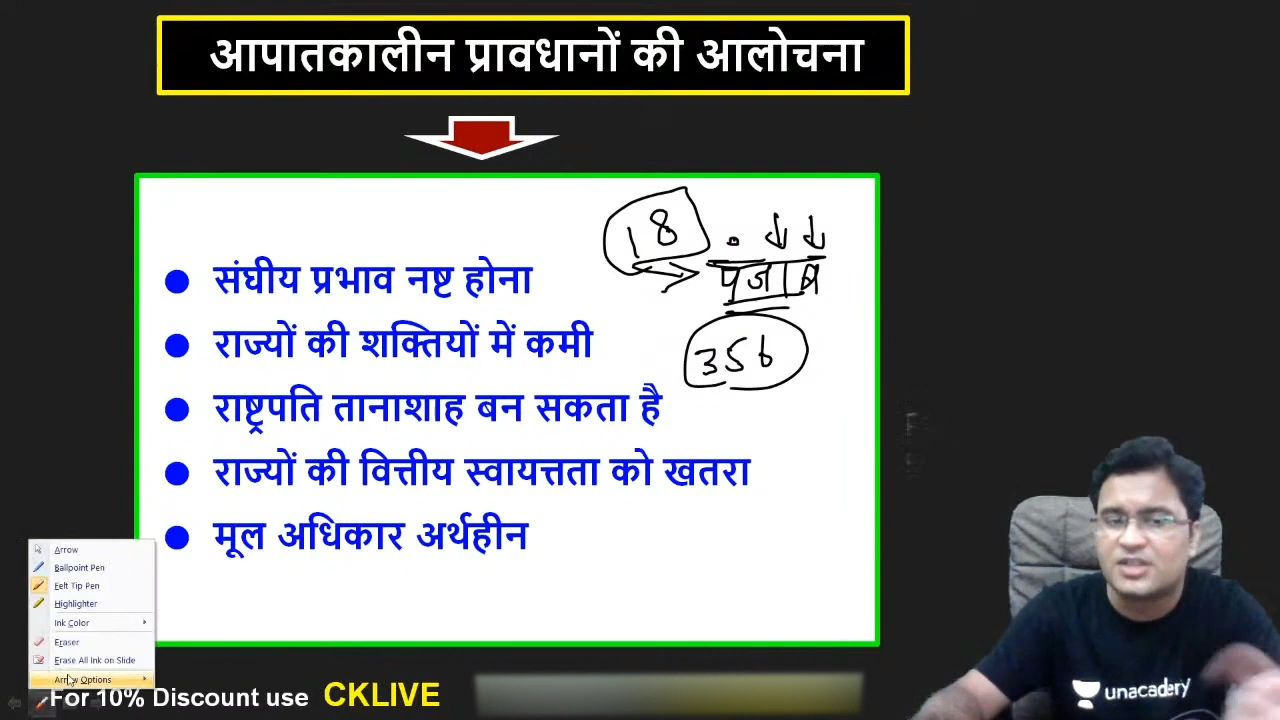 आपातकालीन प्रावधानों की आलोचना
18
पंजाब
संघीय प्रभाव नष्ट होना
राज्यों की शक्तियों में कमी
356
राष्ट्रपति तानाशाह बन सकता है
राज्यों की वित्तीय स्वायत्तता को खतरा
मूल अधिकार अर्थहीन
Arrow
Ballpoint Pen
Felt Tip Pen
Highlighter
Ink Color
Eraser
Erase All Ink on Slide
Arrow Options
For 10% Discount use CKLIVE
unacademy